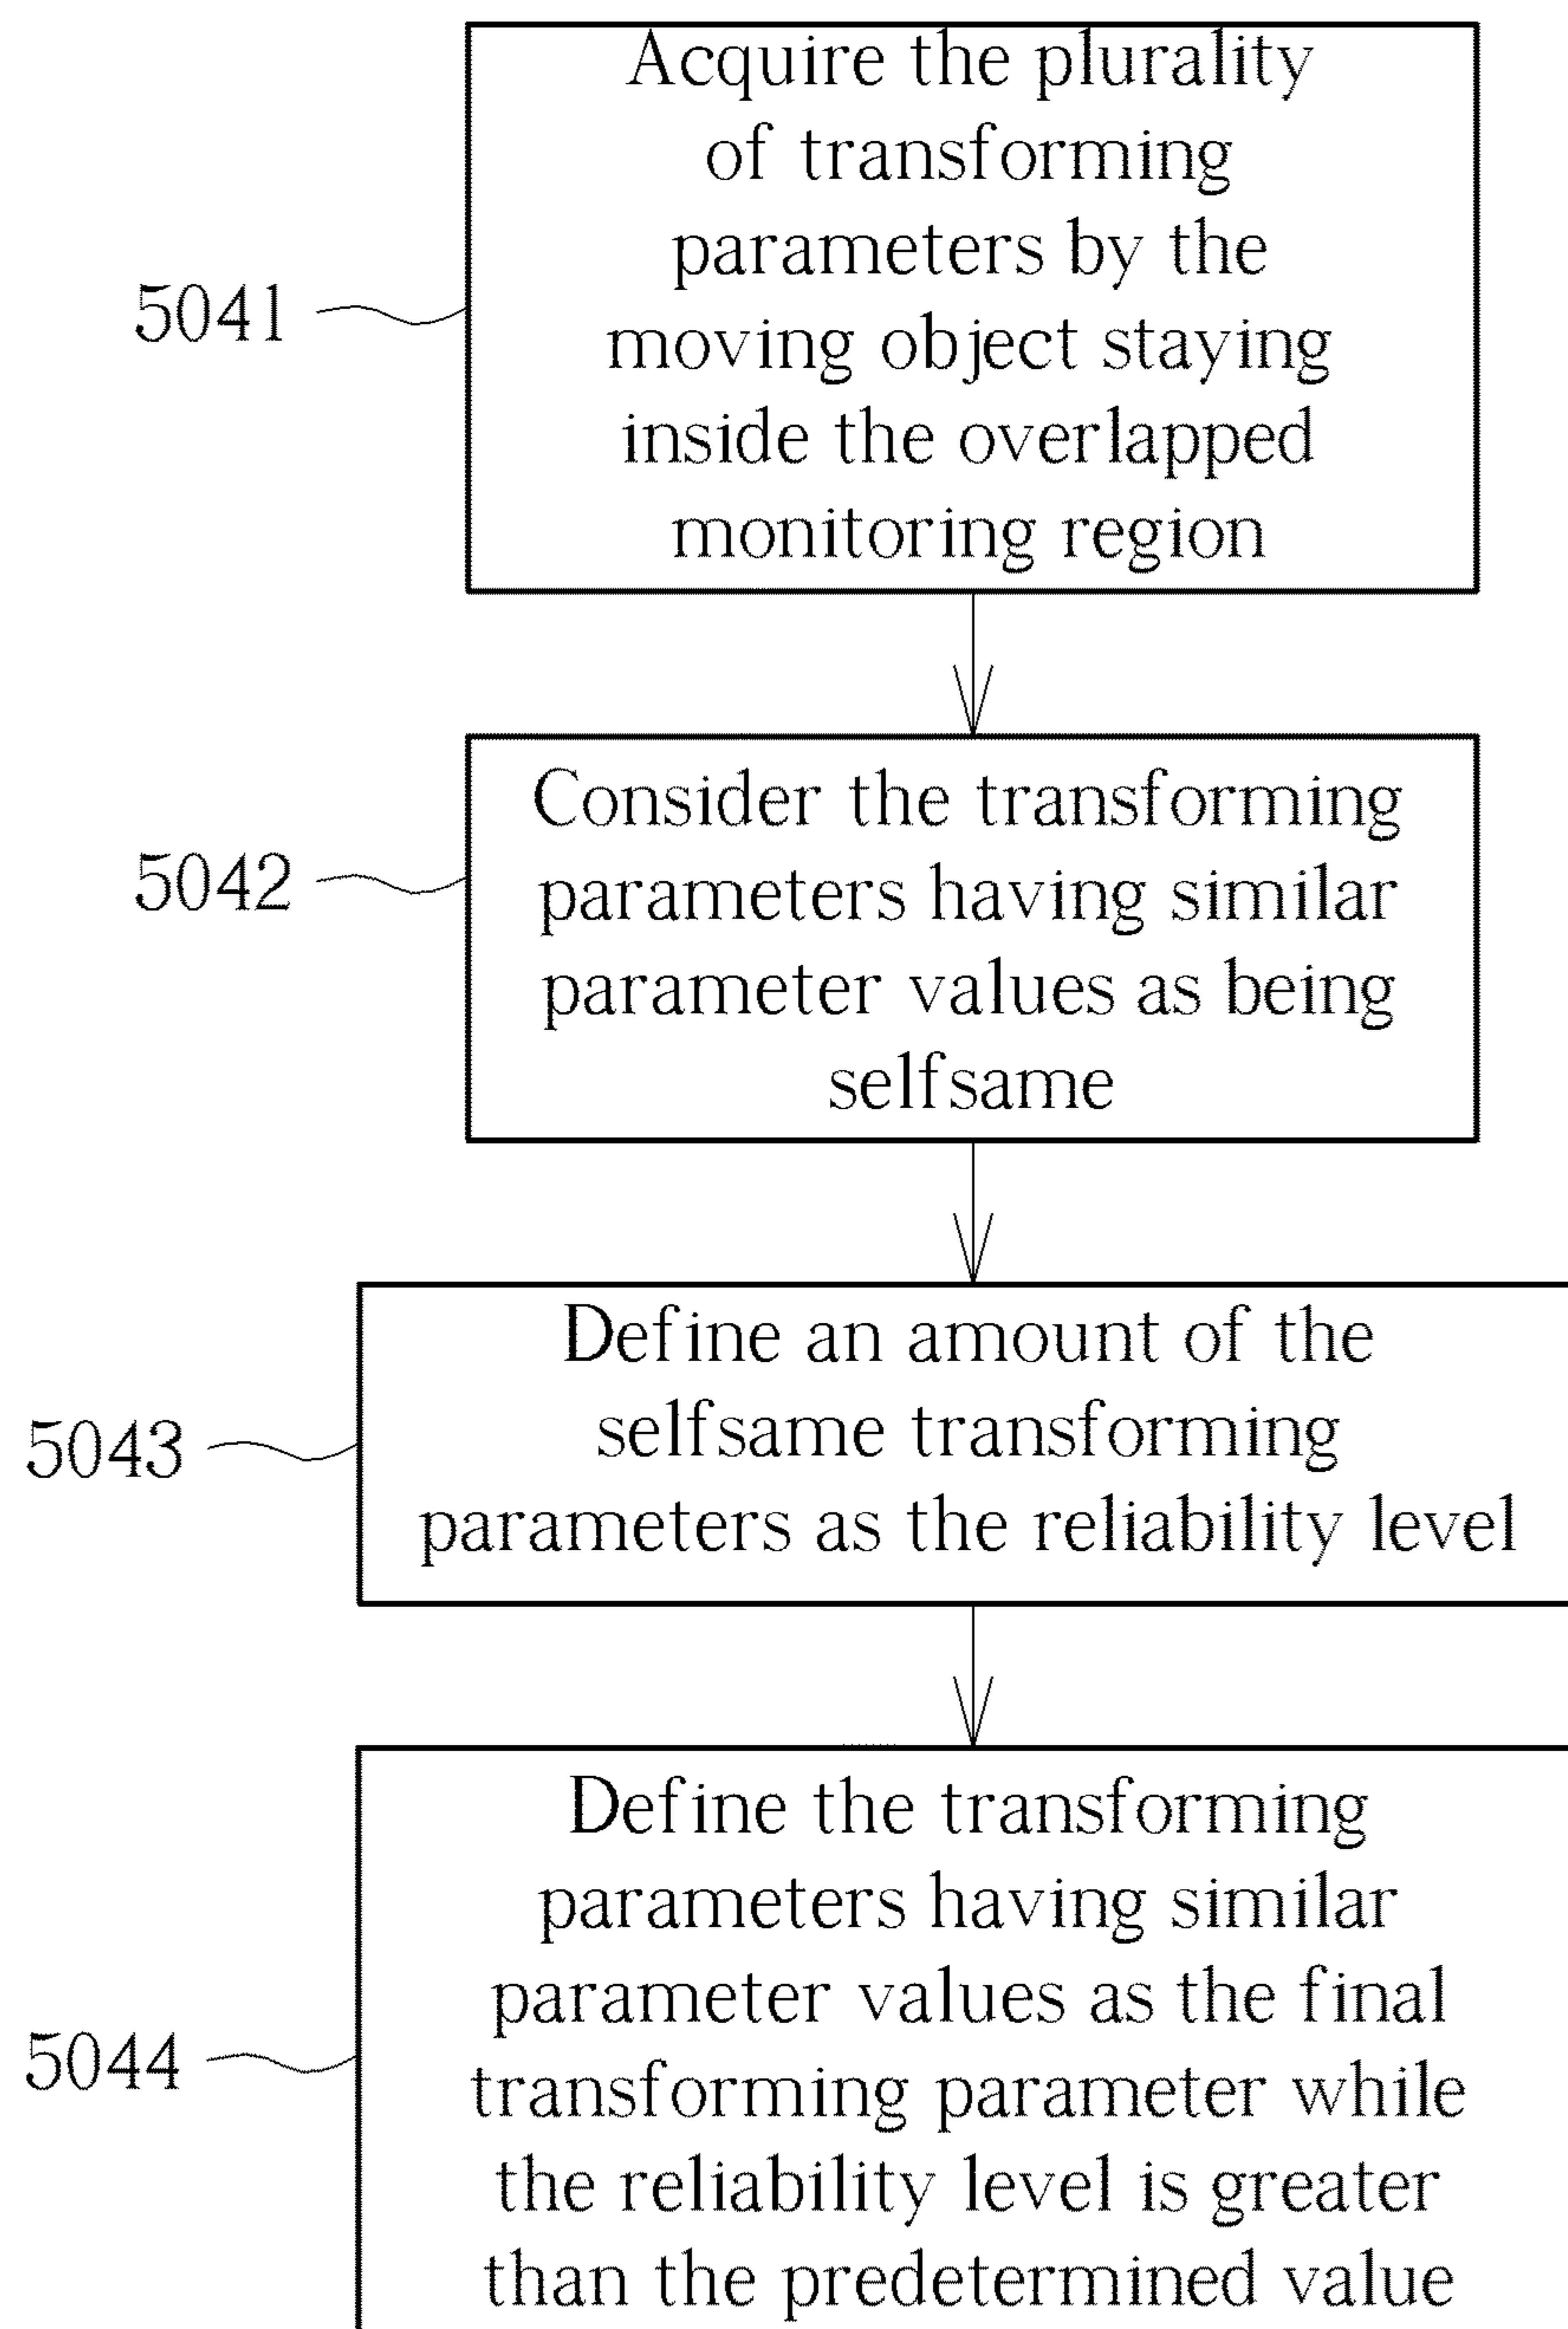 Acquire the plurality
of transforming
parameters by the
5041
moving object staying
inside the overlapped
monitoring region
Consider the transforming
5042
parameters having similar
parameter values as being
selfsame
Define an amount of the
5043
selfsame transforming
parameters as the reliability level
Define the transforming
parameters having similar
parameter values as the final
5044
transforming parameter while
the reliability level is greater
than the predetermined value